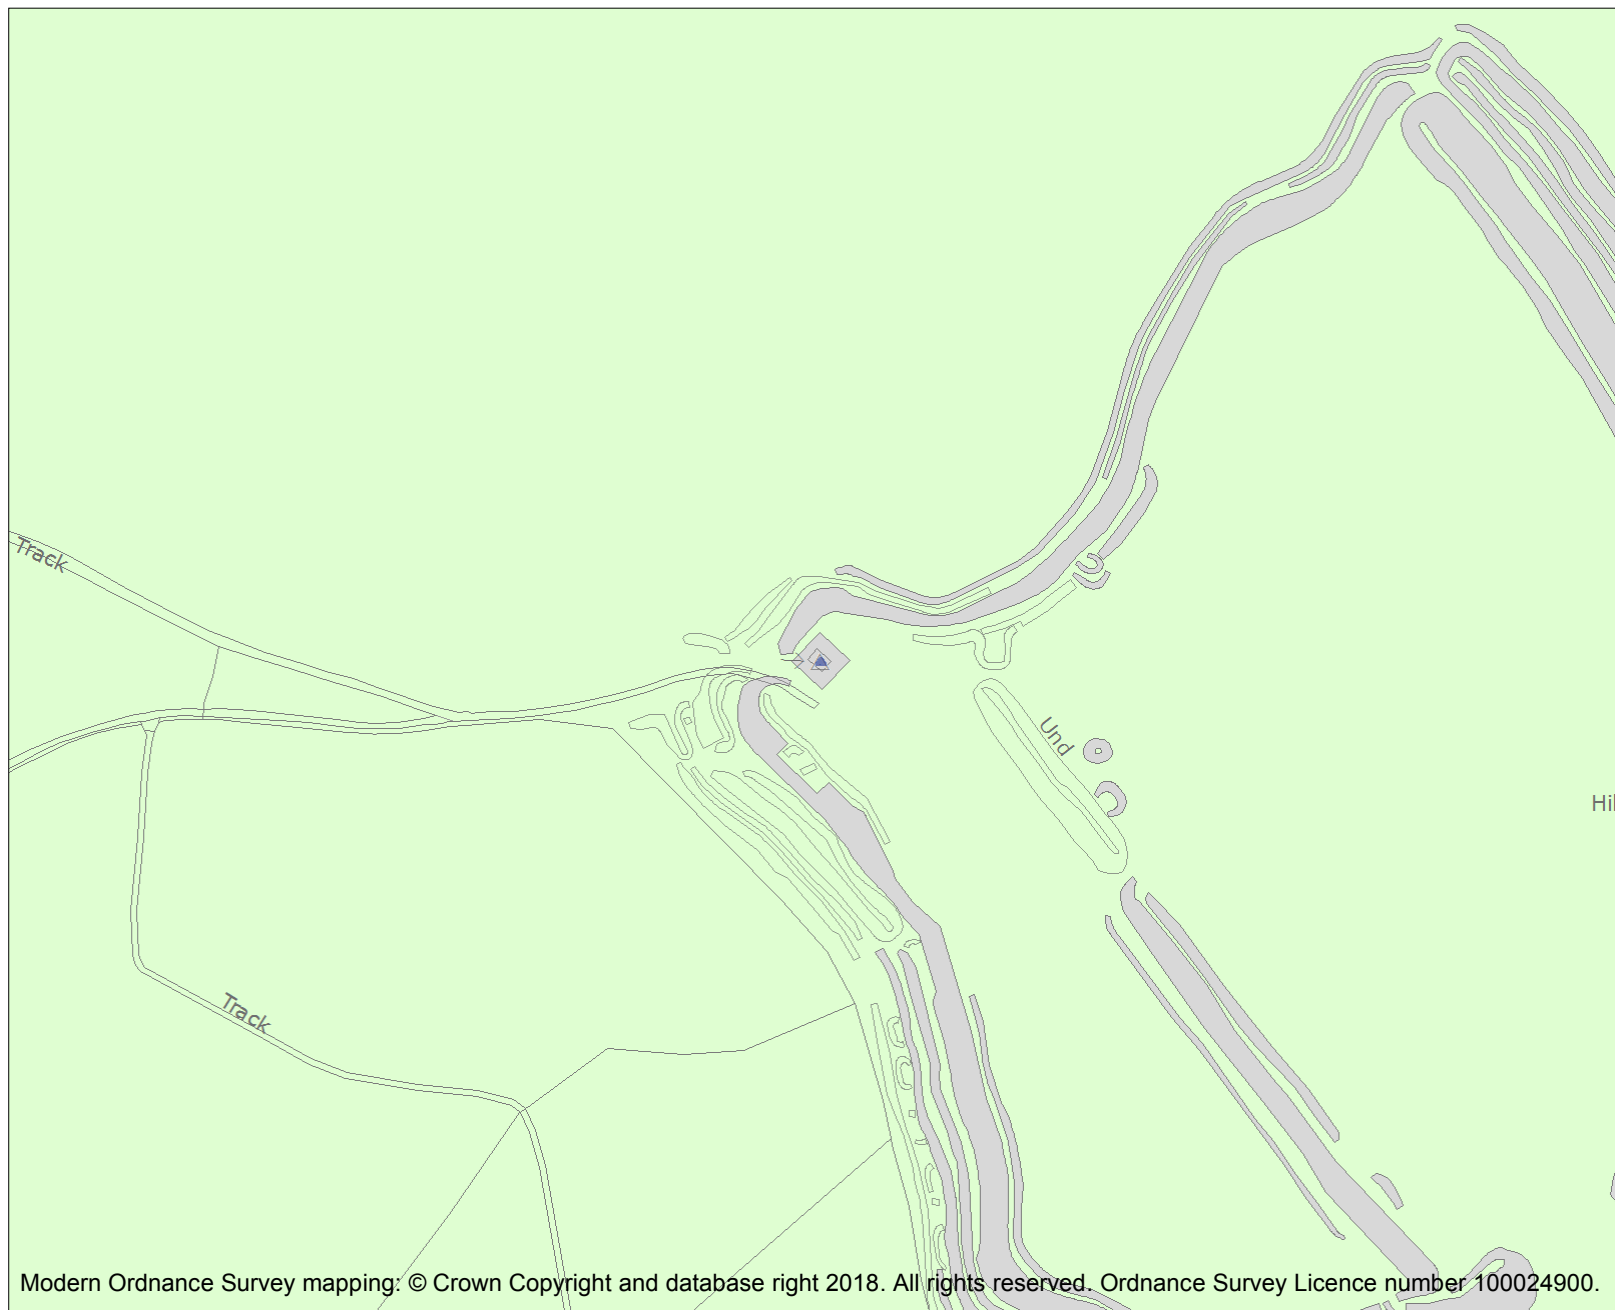 Track
Und
Hil
Track
Modern Ordnance Survey mapping: © Crown Copyright and database right 2018. All rights reserved. Ordnance Survey Licence number 100024900.